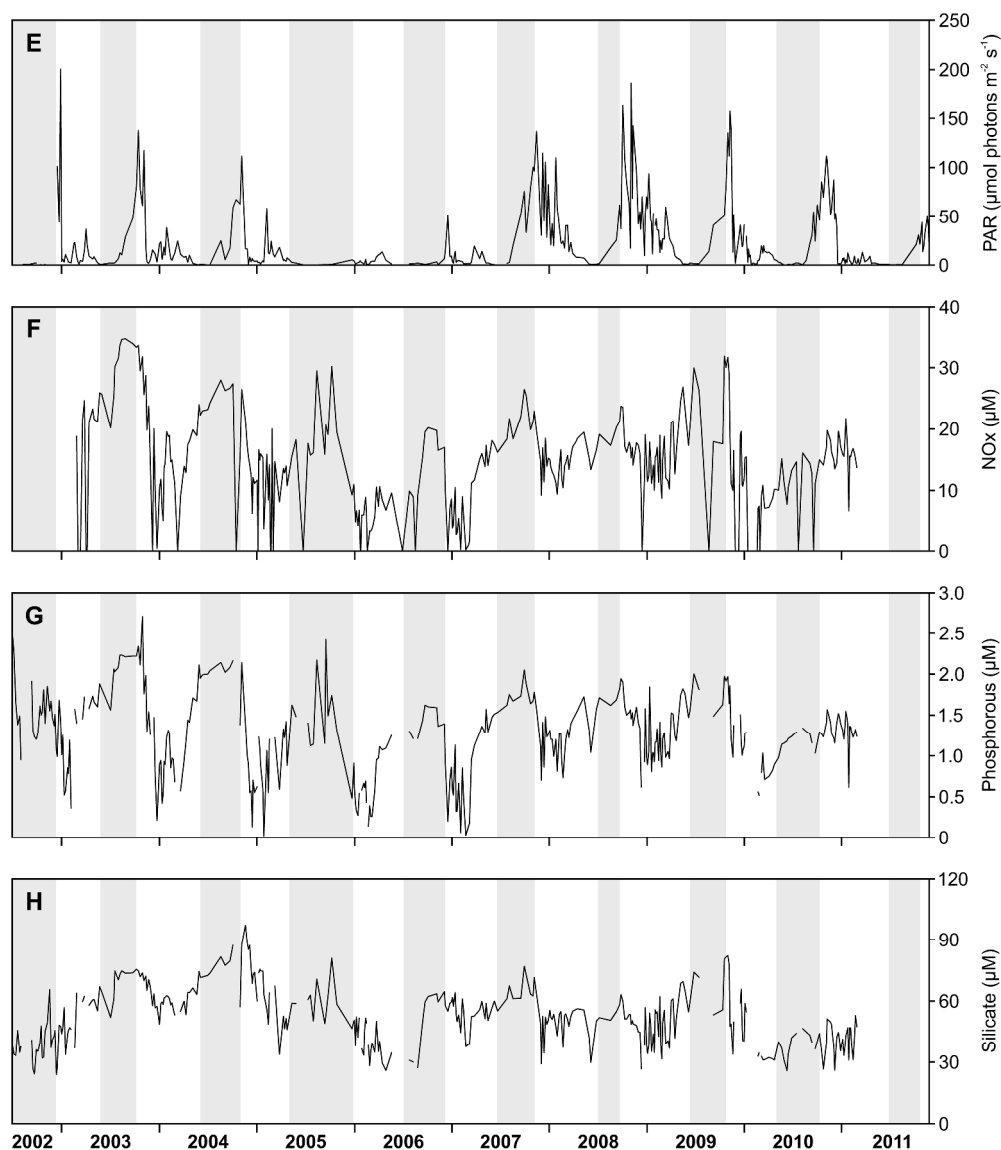 E
250
200
150
100
50
0
PAR (µmol photons m⁻² s⁻¹)
F
40
30
20
10
0
NOx (µM)
G
3.0
2.5
2.0
1.5
1.0
0.5
0
Phosphorous (µM)
H
120
90
60
30
0
Silicate (µM)
2002 2003 2004 2005 2006 2007 2008 2009 2010 2011